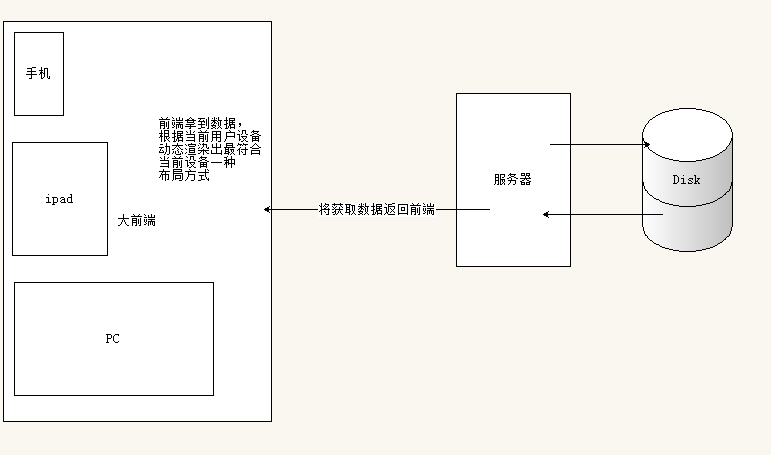 手机
前端拿到数据，
根据当前用户设备
动态渲染出最符合
当前设备一种
布局方式
ipad
大前端
PC
将获取数据返回前端
服务器
Disk